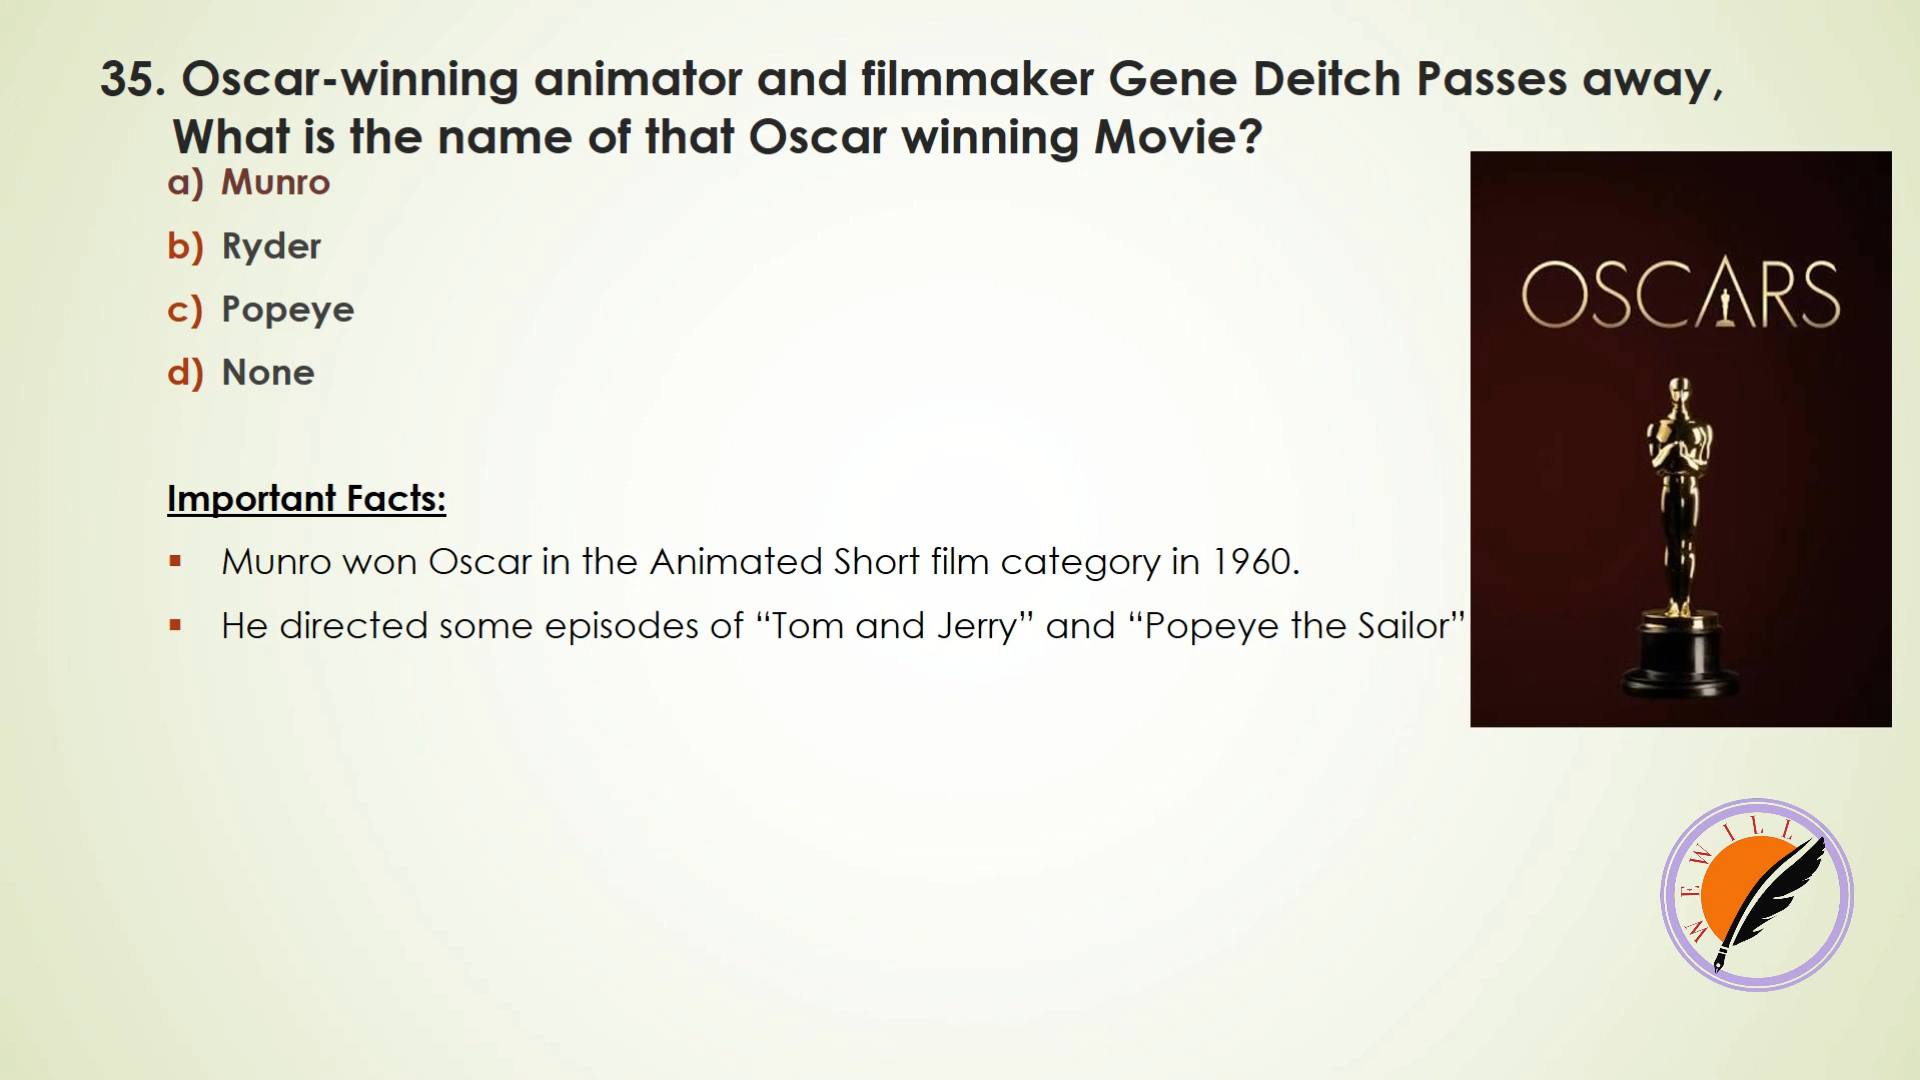 35. Oscar-winning animator and filmmaker Gene Deitch Passes away,
What is the name of that Oscar winning Movie?
a) Munro
b) Ryder
c) Popeye
d) None
OSCARS
Important Facts:
▪ Munro won Oscar in the Animated Short film category in 1960.
▪ He directed some episodes of “Tom and Jerry” and “Popeye the Sailor”
WE WILL